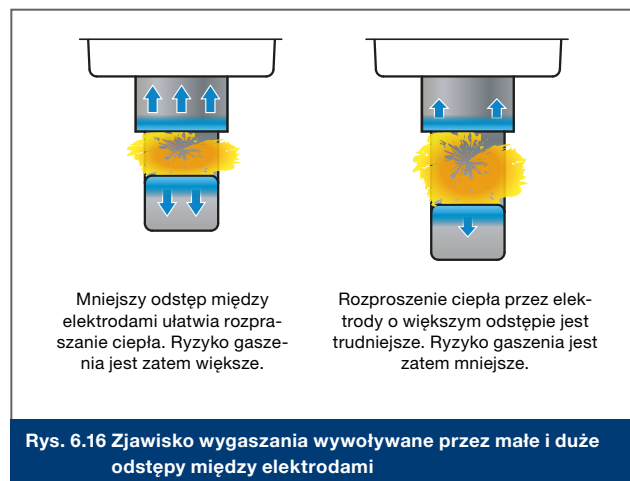 Mniejszy odstęp między
elektrodami ułatwia rozpra-
szanie ciepła. Ryzyko gasze-
nia jest zatem większe.
Rozproszenie ciepła przez elek-
trody o większym odstępie jest
trudniejsze. Ryzyko gaszenia jest
zatem mniejsze.
Rys. 6.16 Zjawisko wygaszania wywoływane przez małe i duże
odstępy między elektrodami